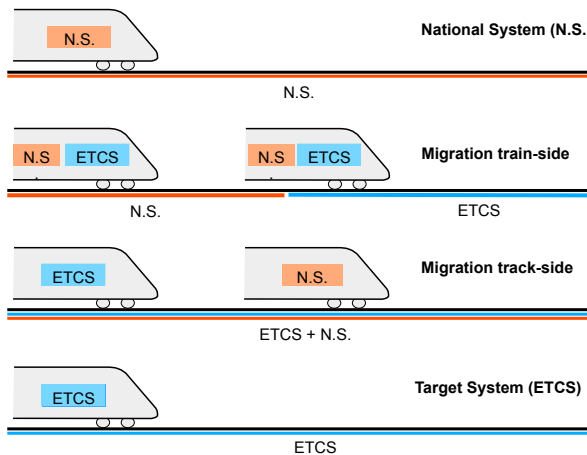 N.S.
National System (N.S.
N.S.
N.S ETCS
N.S ETCS
Migration train-side
N.S.
ETCS
ETCS
N.S.
Migration track-side
ETCS + N.S.
ETCS
Target System (ETCS)
ETCS